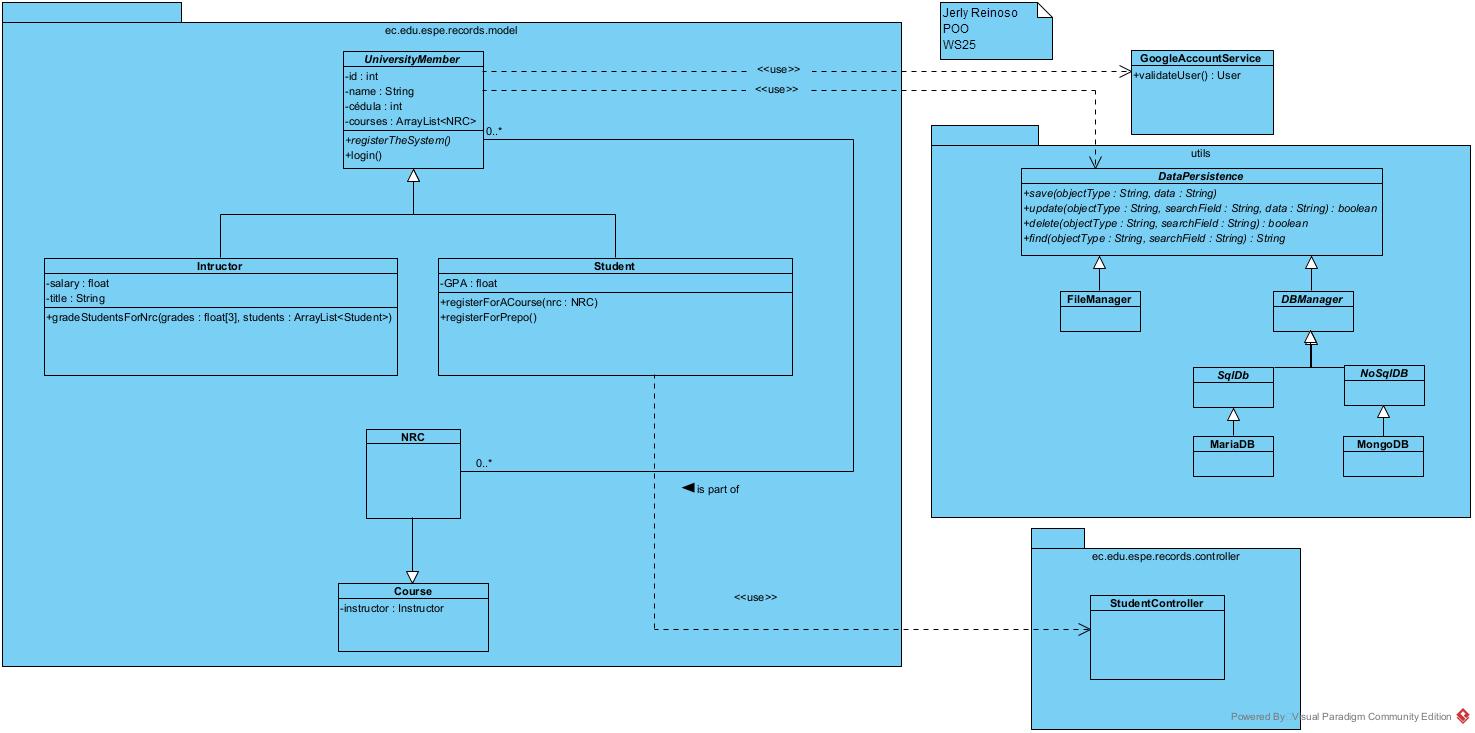 ec.edu.espe.records.model
UniversityMember
-id : int
-name : String
-cédula : int
-courses : ArrayList<NRC>
+registerTheSystem()
+login()
0..*
<<use>>
<<use>>
Jerly Reinoso
POO
WS25
GoogleAccountService
+validateUser() : User
Intructor
-salary : float
-title : String
+gradeStudentsForNrc(grades : float[3], students : ArrayList<Student>)
Student
-GPA : float
+registerForACourse(nrc : NRC)
+registerForPrepo()
NRC
0..*
is part of
Course
-instructor : Instructor
<<use>>
utils
DataPersistence
+save(objectType : String, data : String)
+update(objectType : String, searchField : String, data : String) : boolean
+delete(objectType : String, searchField : String) : boolean
+find(objectType : String, searchField : String) : String
FileManager
DBManager
SqlDb
NoSqlDB
MariaDB
MongoDB
ec.edu.espe.records.controller
StudentController
Powered By Visual Paradigm Community Edition